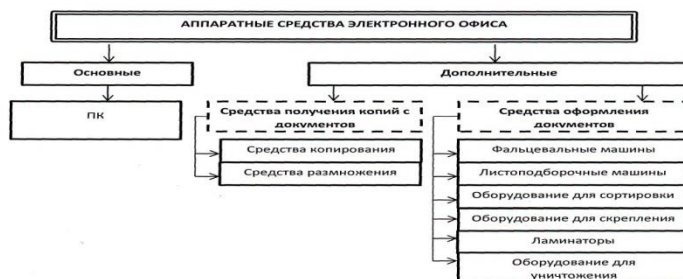 АППАРАТНЫЕ СРЕДСТВА ЭЛЕКТРОННОГО ОФИСА
Основные
Дополнительные
ПК
Средства получения копий с
документов
Средства копирования
Средства размножения
Средства оформления
документов
Фальцевальные машины
Листоподборочные машины
Оборудование для сортировки
Оборудование для скрепления
Ламинаторы
Оборудование для
уничтожения